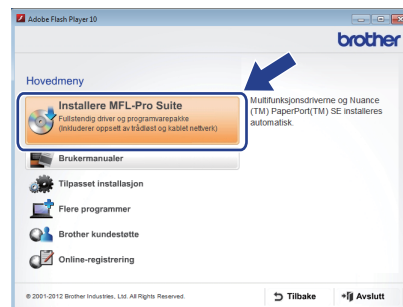 Adobe Flash Player 10
brother
Hovedmeny
Installere MFL-Pro Suite
Fullstendig driver og programvarepakke
(Inkluderer oppsett av trådløst og kablet nettverk)
Multifunksjonsdriverne og Nuance
(TM) PaperPort(TM) SE installeres
automatisk.
Brukermanualer
Tilpasset installasjon
Flere programmer
Brother kundestøtte
Online-registrering
© 2001-2012 Brother Industries, Ltd. All Rights Reserved.
Tilbake
Avslutt